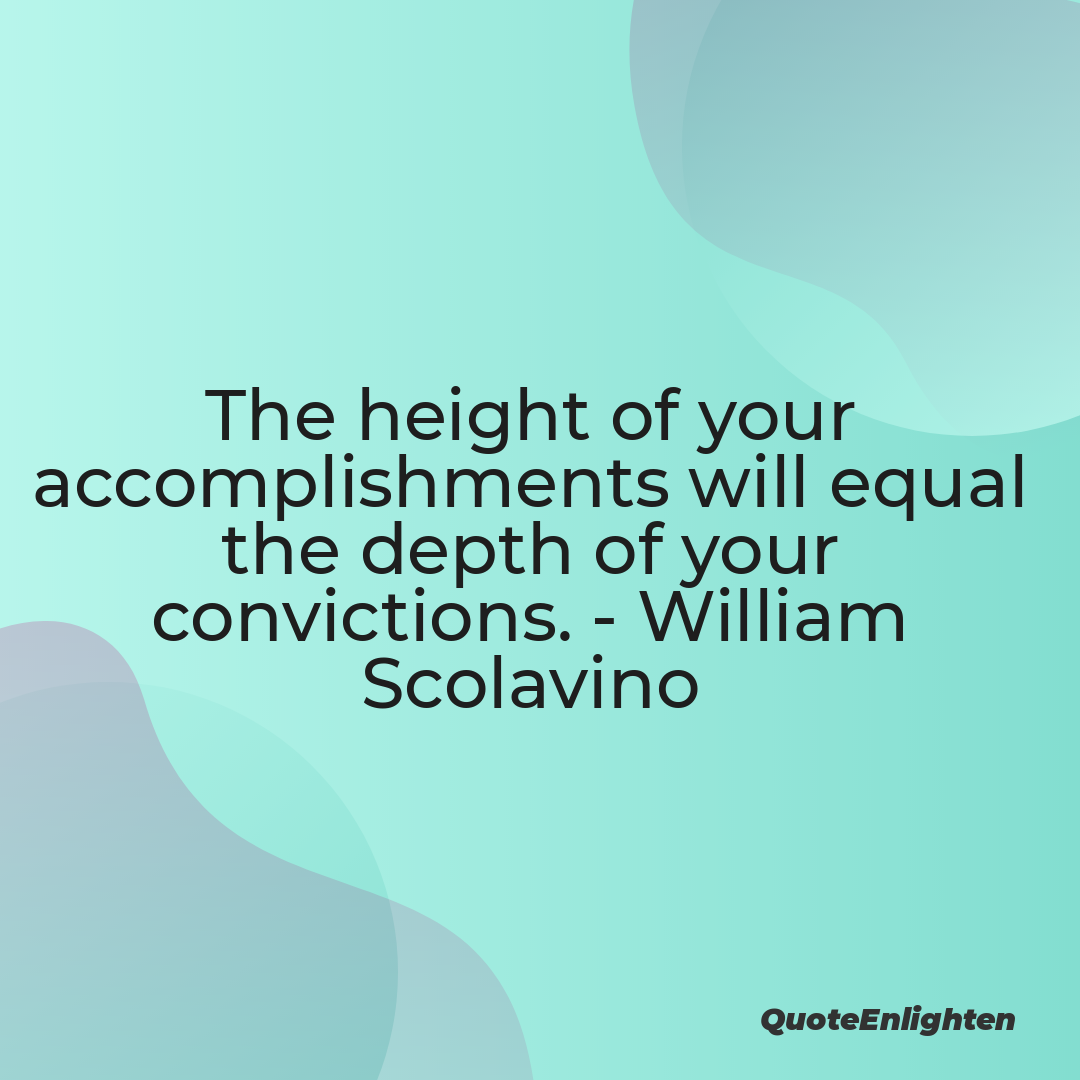 The height of your
accomplishments will equal
the depth of your
convictions. - William
Scolavino
QuoteEnlighten